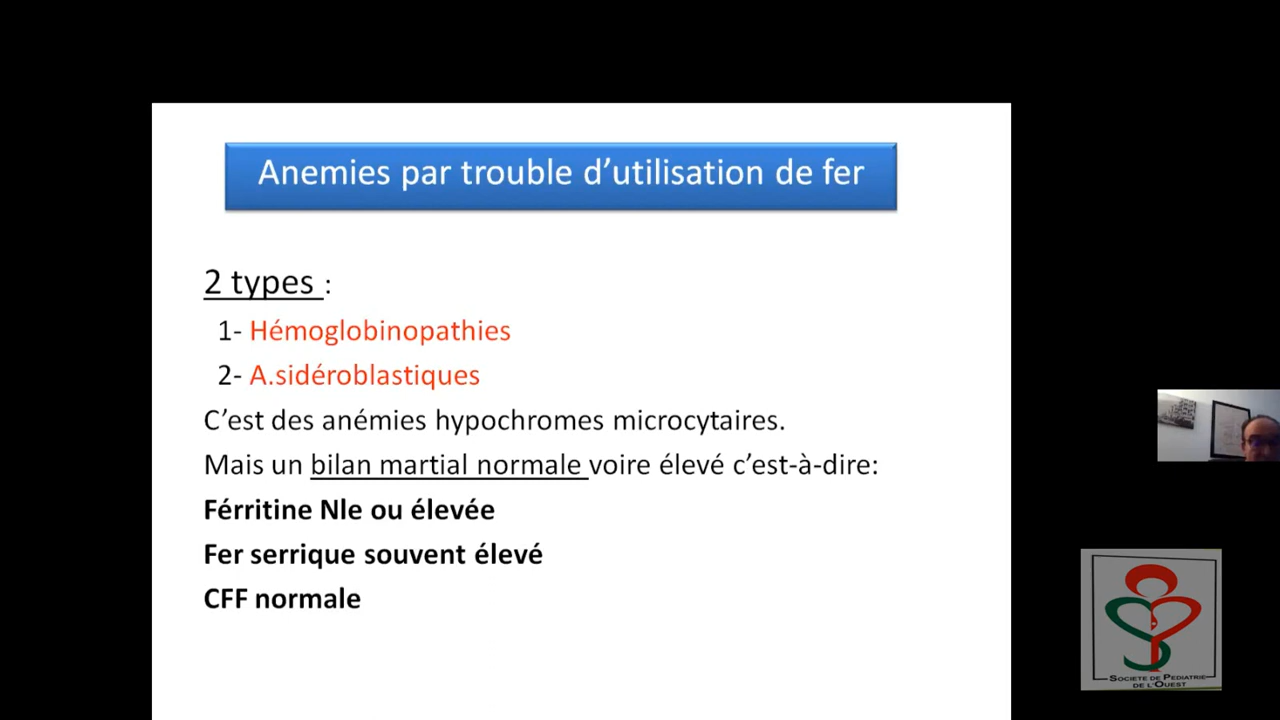 Anemies par trouble d’utilisation de fer
2 types :
1- Hémoglobinopathies
2- A.sidéroblastiques
C’est des anémies hypochromes microcytaires.
Mais un bilan martial normale voire élevé c’est-à-dire:
Férritine Nle ou élevée
Fer serrique souvent élevé
CFF normale
SOCIETE DE PEDIATRIE
DE L'OUEST